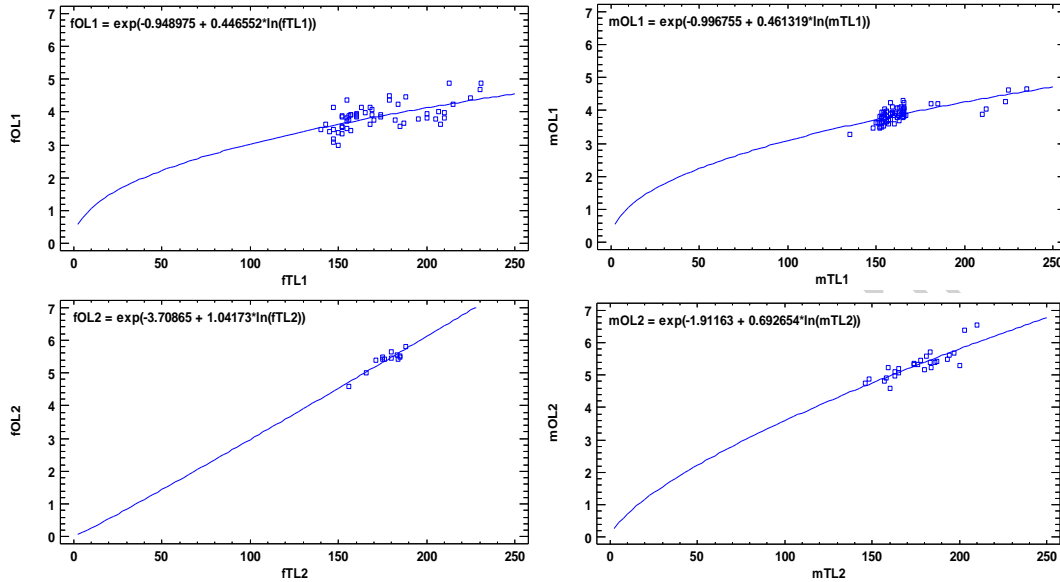 fOL1 = exp(-0.948975 + 0.446552*ln(fTL1))
7
6
5
4
3
2
1
0
fOL1
0 50 100 150 200 250
fTL1
mOL1 = exp(-0.996755 + 0.461319*ln(mTL1))
7
6
5
4
3
2
1
0
mOL1
0 50 100 150 200 250
mTL1
fOL2 = exp(-3.70865 + 1.04173*ln(fTL2))
7
6
5
4
3
2
1
0
fOL2
0 50 100 150 200 250
fTL2
mOL2 = exp(-1.91163 + 0.692654*ln(mTL2))
7
6
5
4
3
2
1
0
mOL2
0 50 100 150 200 250
mTL2